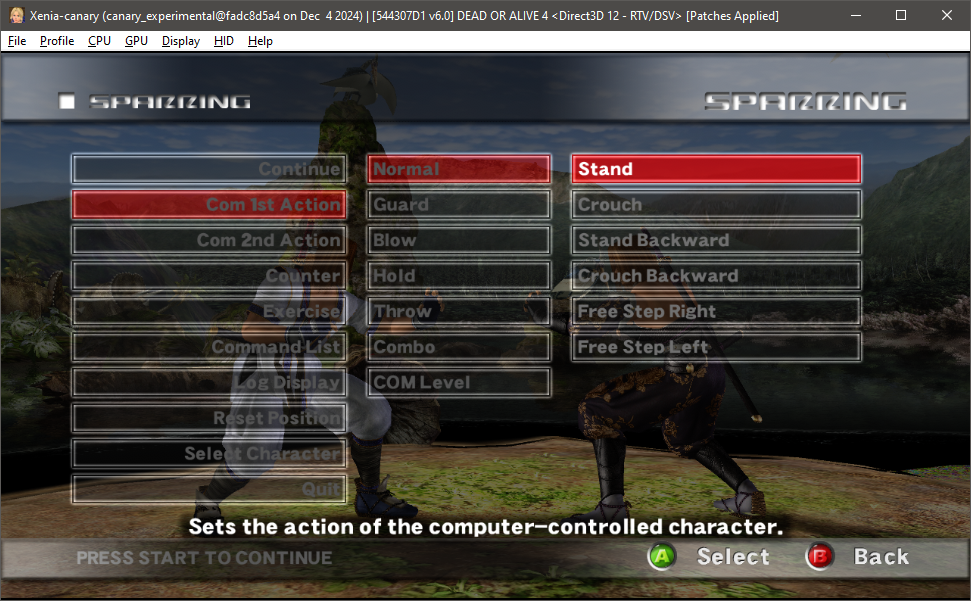 Xenia-canary (canary_experimental@fadc8d5a4 on Dec 4 2024) | [544307D1 v6.0] DEAD OR ALIVE 4 <Direct3D 12 - RTV/DSV> [Patches Applied]
File Profile CPU GPU Display HID Help
SPARRING SPARRING
Continue Normal Stand
Com 1st Action Guard Crouch
Com 2nd Action Blow Stand Backward
Counter Hold Crouch Backward
Exercise Throw Free Step Right
Command List Combo Free Step Left
Log Display COM Level
Reset Position
Select Character
Quit
Sets the action of the computer-controlled character.
PRESS START TO CONTINUE A Select B Back